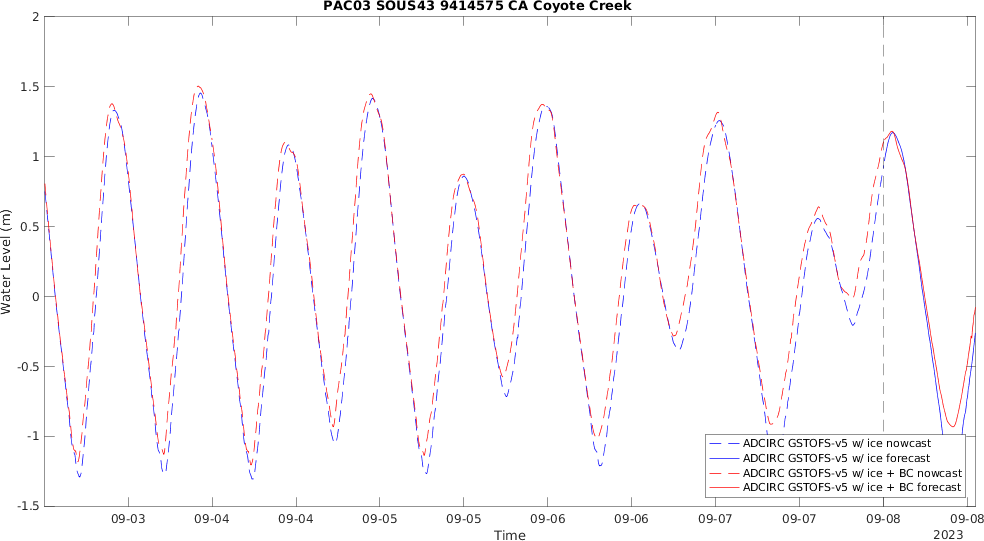 PAC03 SOUS43 9414575 CA Coyote Creek
2
1.5
1
0.5
0
-0.5
-1
-1.5
Water Level (m)
ADCIRC GSTOFS-v5 w/ ice nowcast
ADCIRC GSTOFS-v5 w/ ice forecast
ADCIRC GSTOFS-v5 w/ ice + BC nowcast
ADCIRC GSTOFS-v5 w/ ice + BC forecast
09-03 09-04 09-04 09-05 09-05 09-06 09-06 09-07 09-07 09-08 09-08
Time
2023